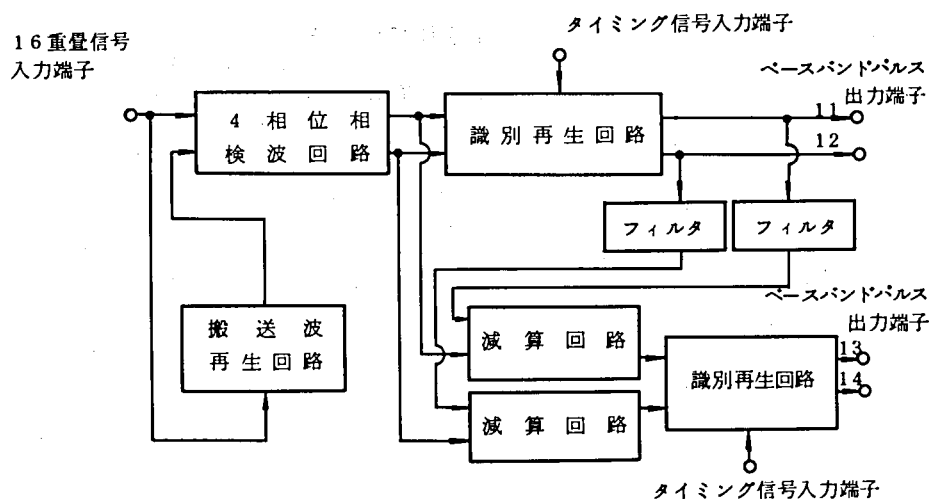 16重畳信号
入力端子
タイミング信号入力端子
ベースバンドパルス
出力端子
11
12
4相位相
検波回路
識別再生回路
フィルタ
フィルタ
搬送波
再生回路
減算回路
減算回路
ベースバンドパルス
出力端子
13
14
識別再生回路
タイミング信号入力端子